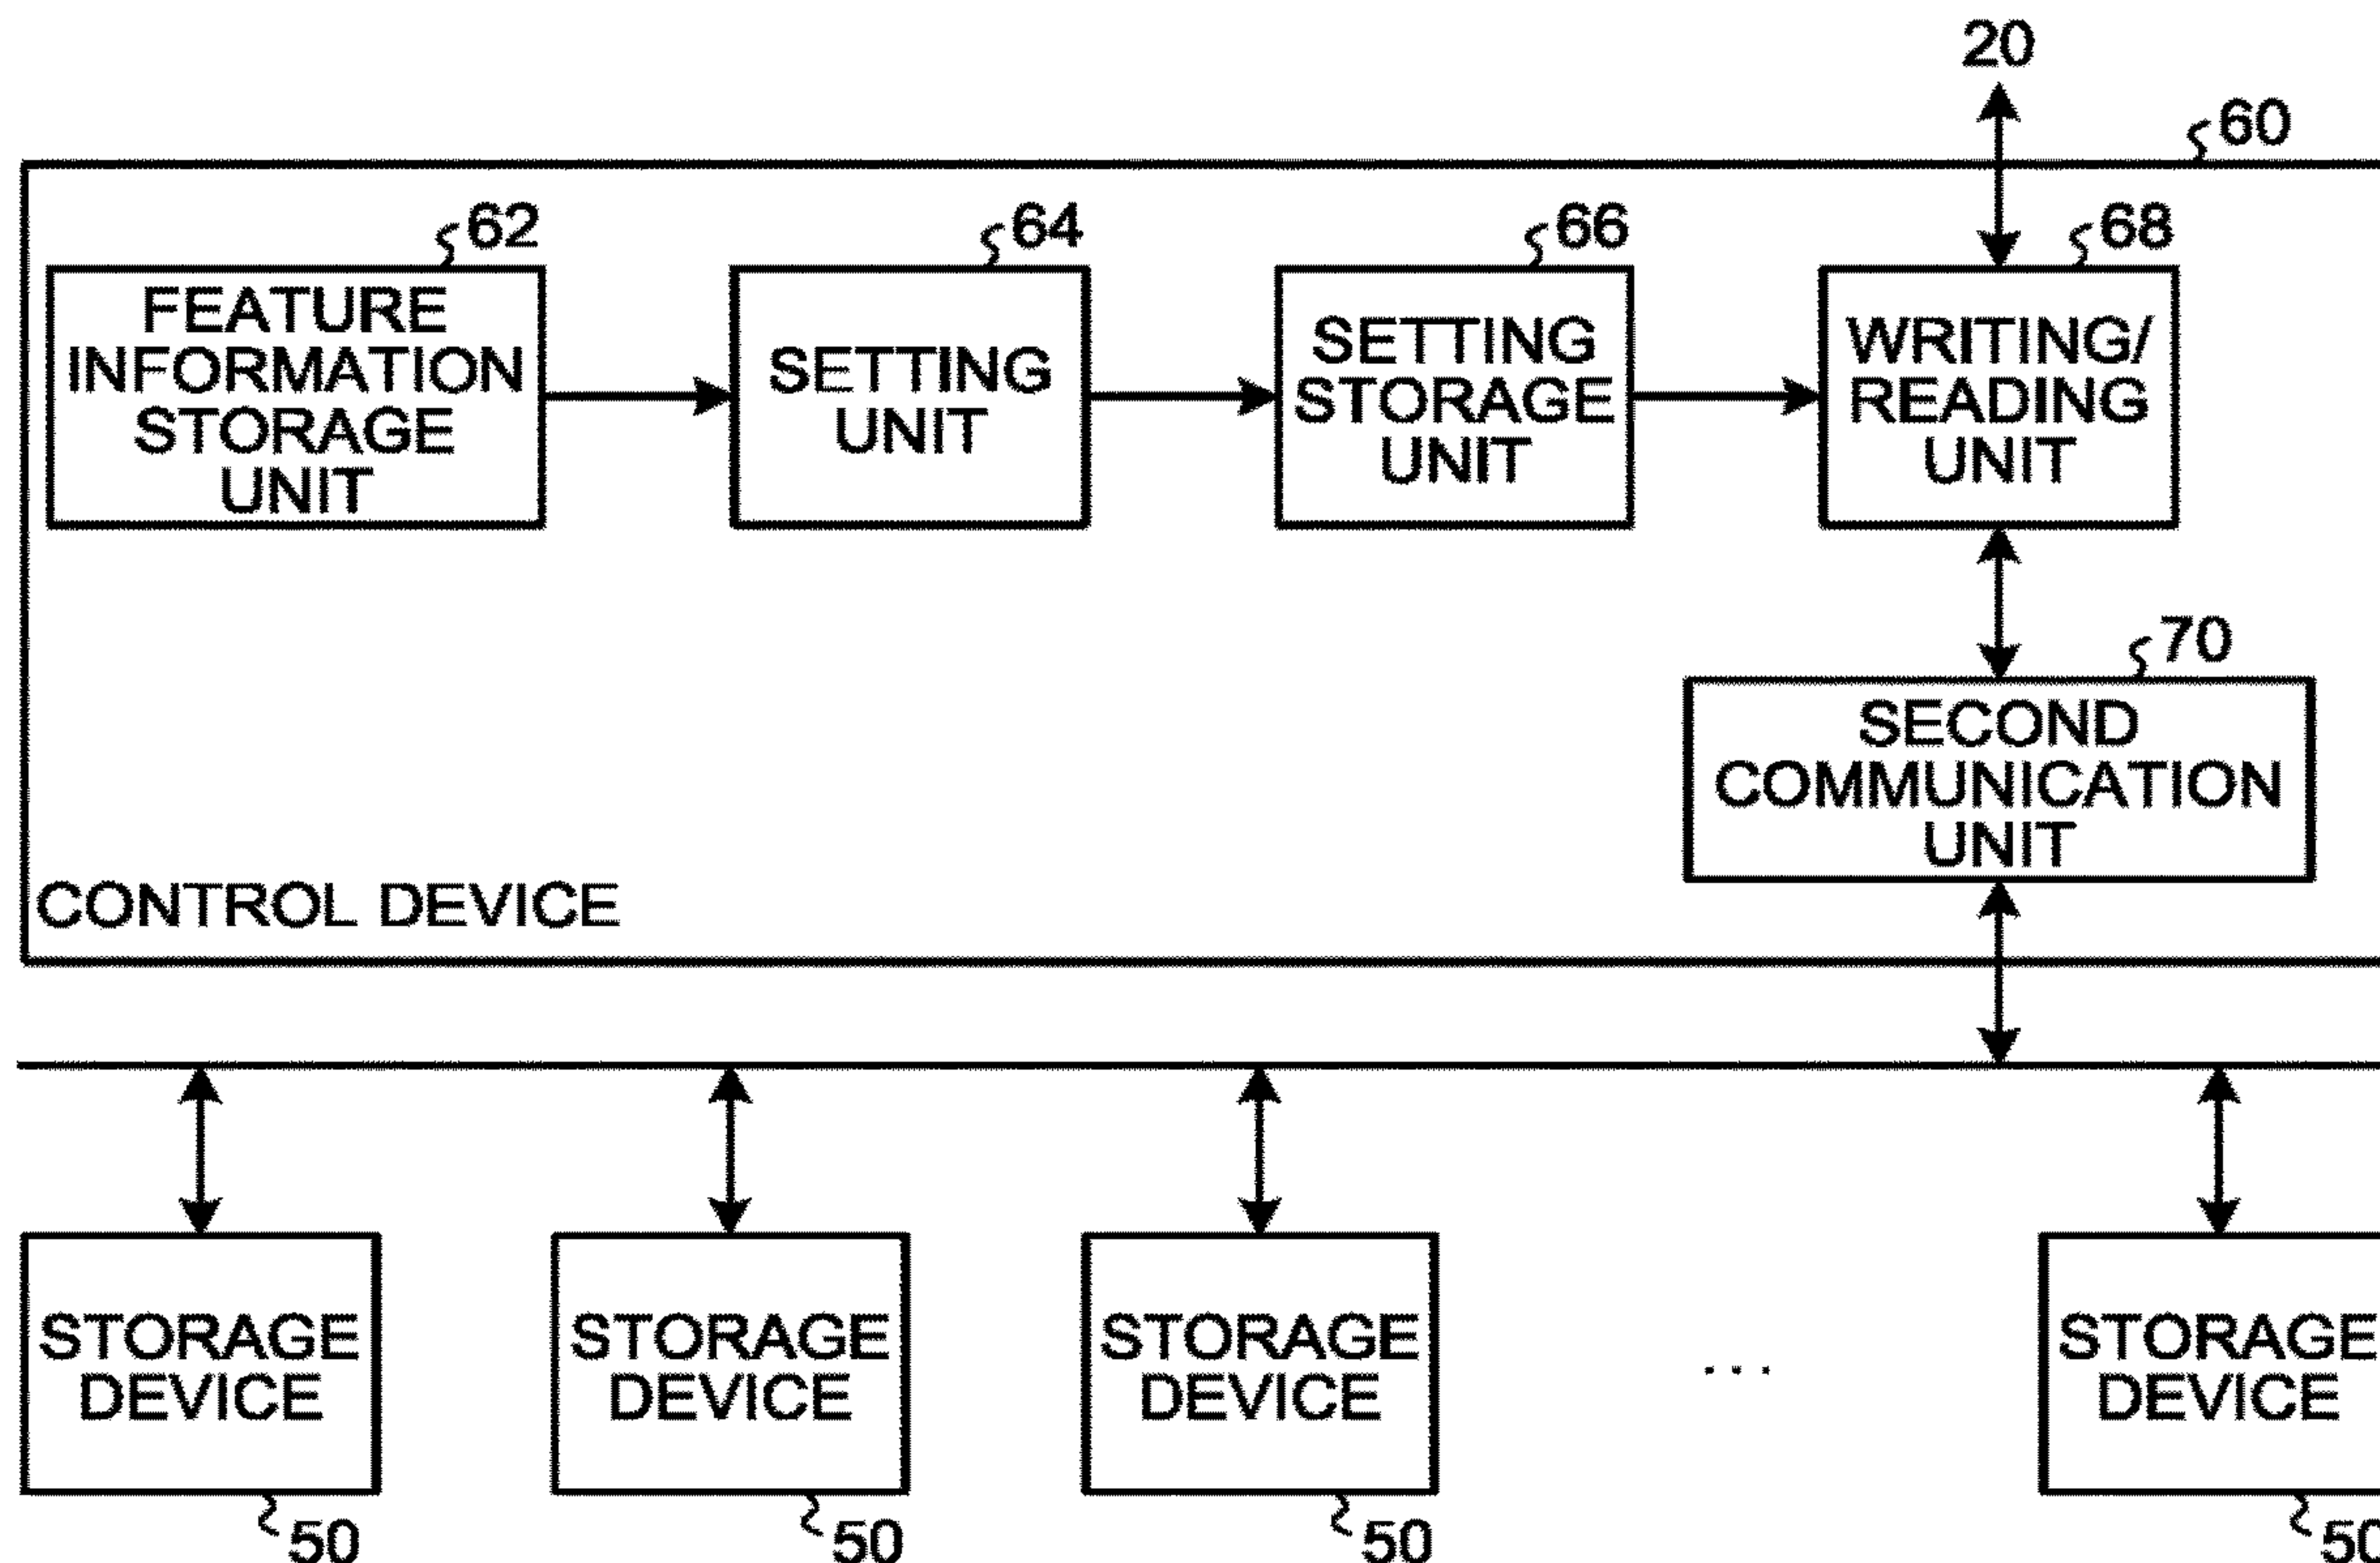 20
60
62
64
66
68
FEATURE
INFORMATION
STORAGE
UNIT
SETTING
UNIT
SETTING
STORAGE
UNIT
WRITING/
READING
UNIT
70
SECOND
COMMUNICATION
UNIT
CONTROL DEVICE
STORAGE
DEVICE
STORAGE
DEVICE
STORAGE
DEVICE
. . .
STORAGE
DEVICE
50
50
50
50